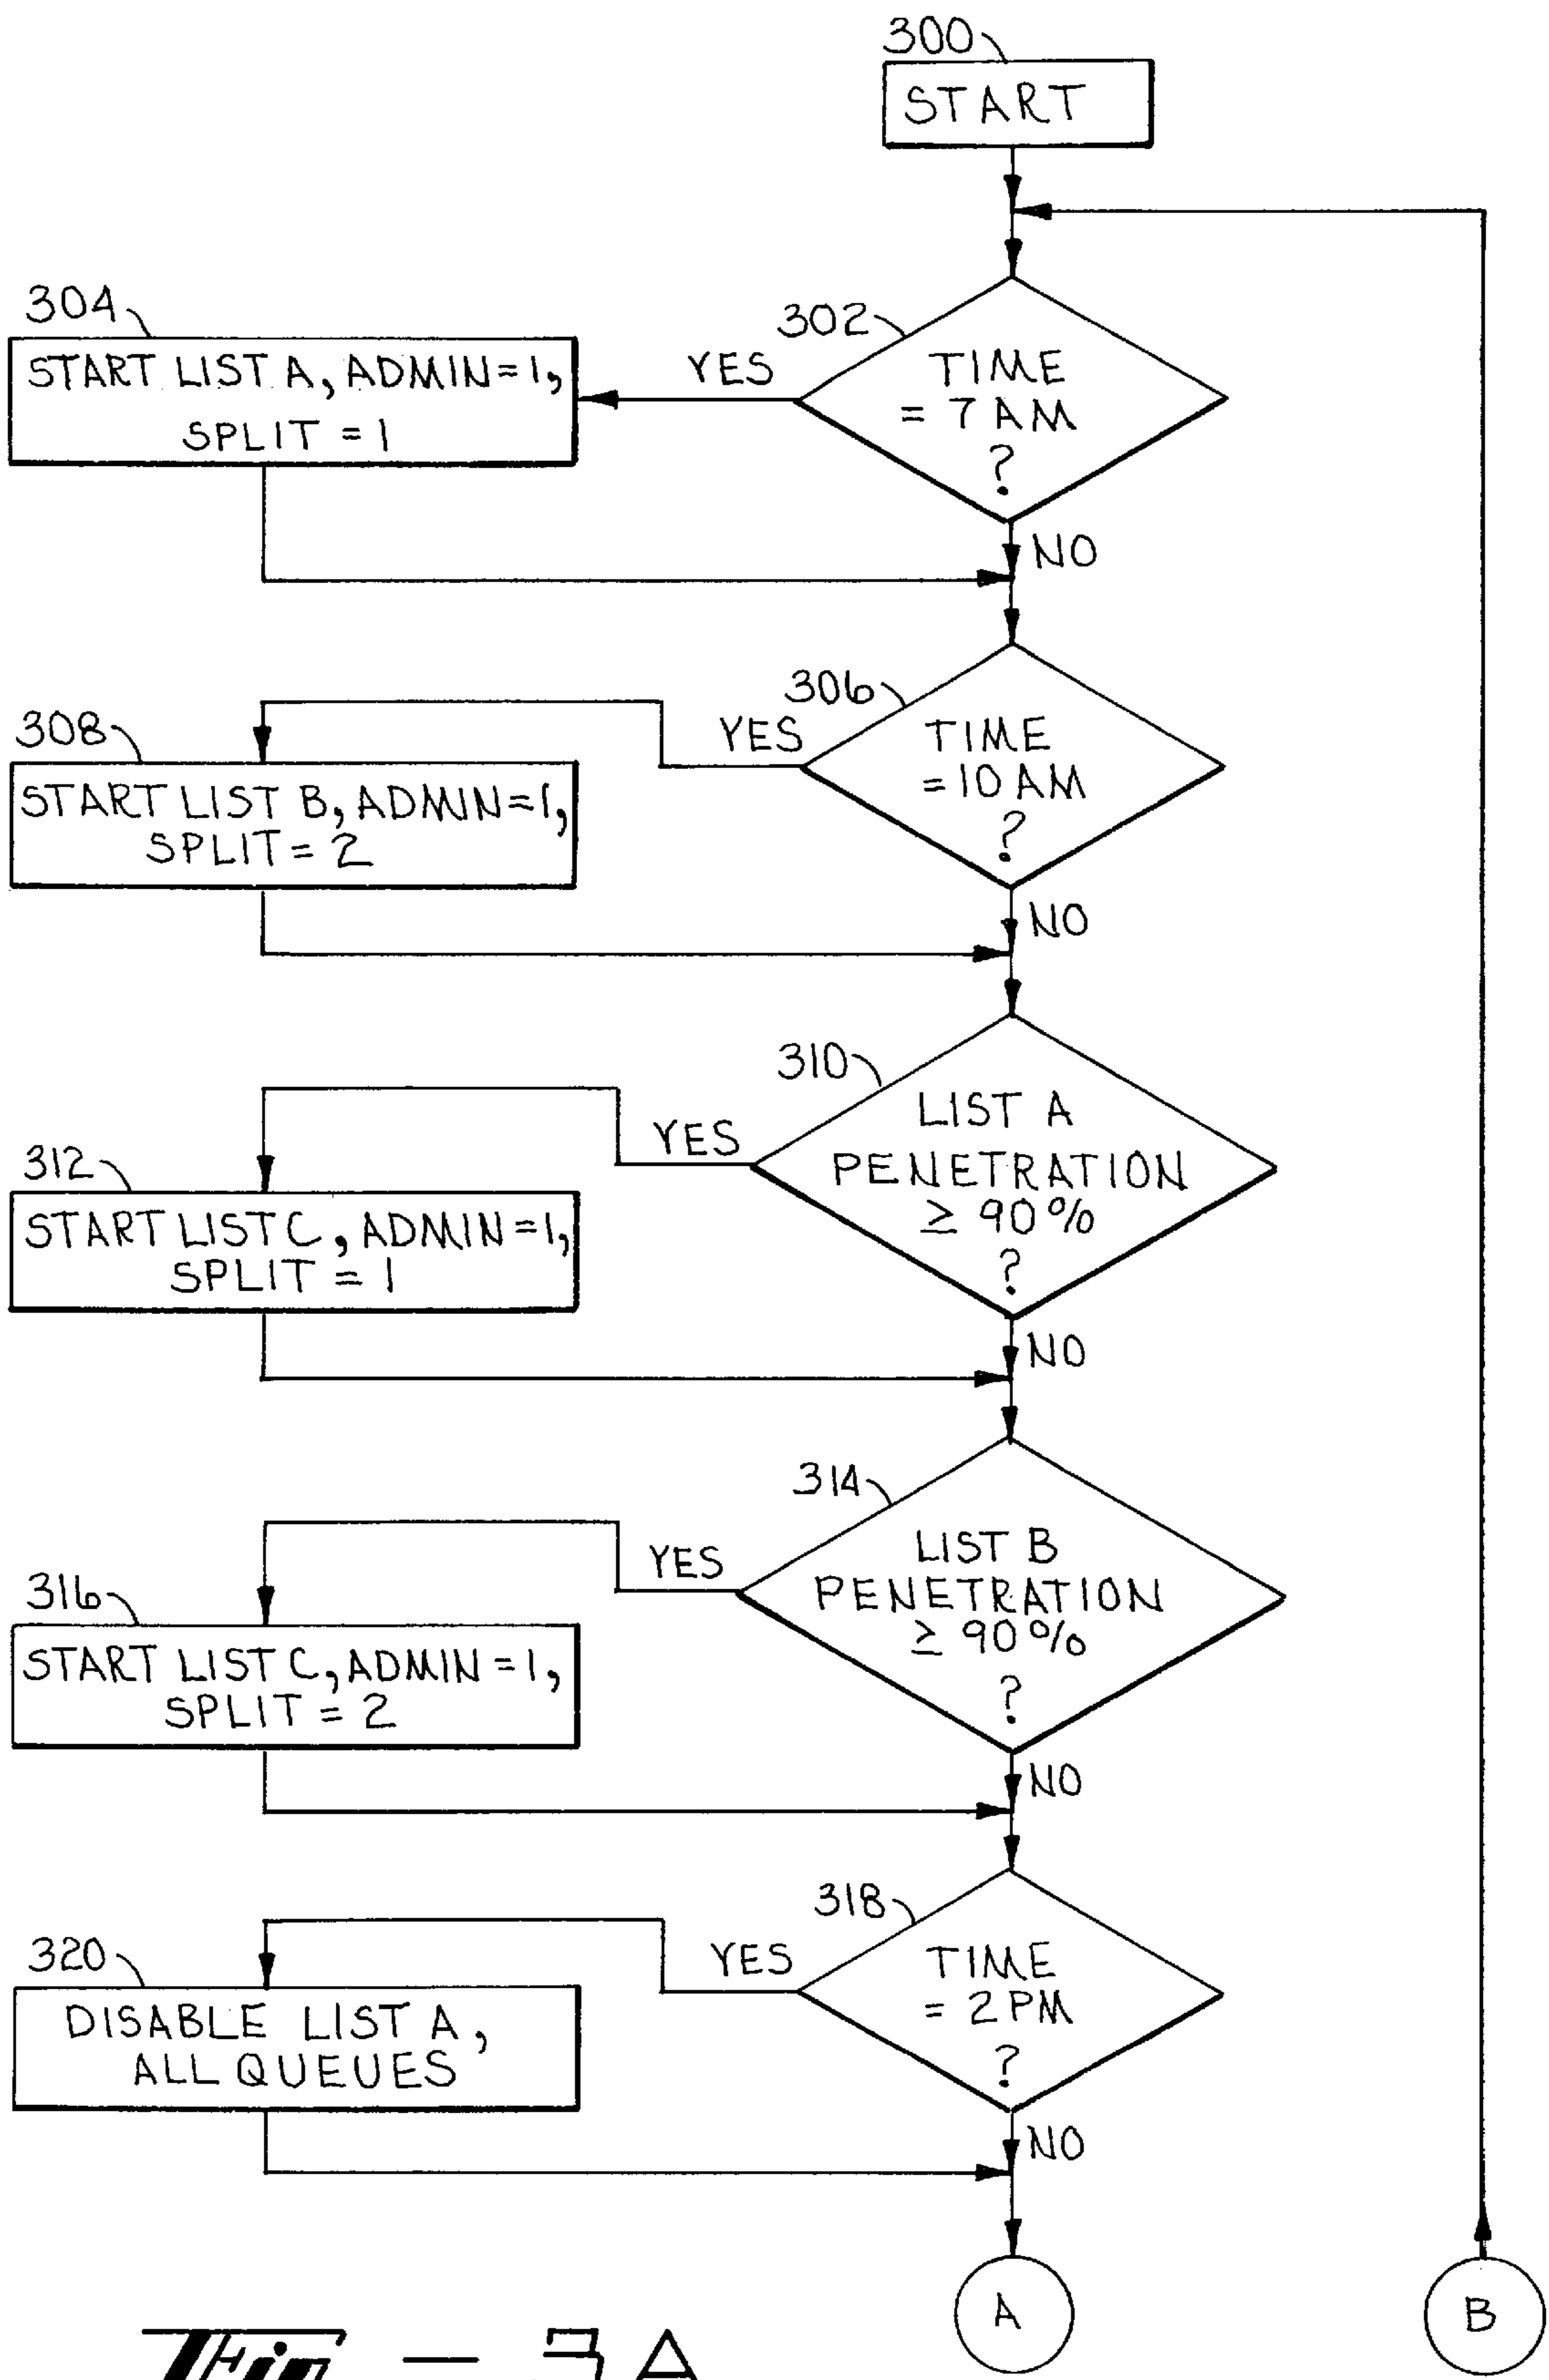 300
START
304
START LIST A, ADMIN=1,
SPLIT = 1
302
YES
TIME
= 7 AM
?
NO
308
START LIST B, ADMIN=1,
SPLIT = 2
306
YES
TIME
=10 AM
?
NO
312
START LIST C, ADMIN=1,
SPLIT = 1
310
YES
LIST A
PENETRATION
≥ 90%
?
NO
316
START LIST C, ADMIN=1,
SPLIT = 2
314
YES
LIST B
PENETRATION
≥ 90%
?
NO
320
DISABLE LIST A,
ALL QUEUES
318
YES
TIME
= 2 PM
?
NO
A
B
Fig - 3A